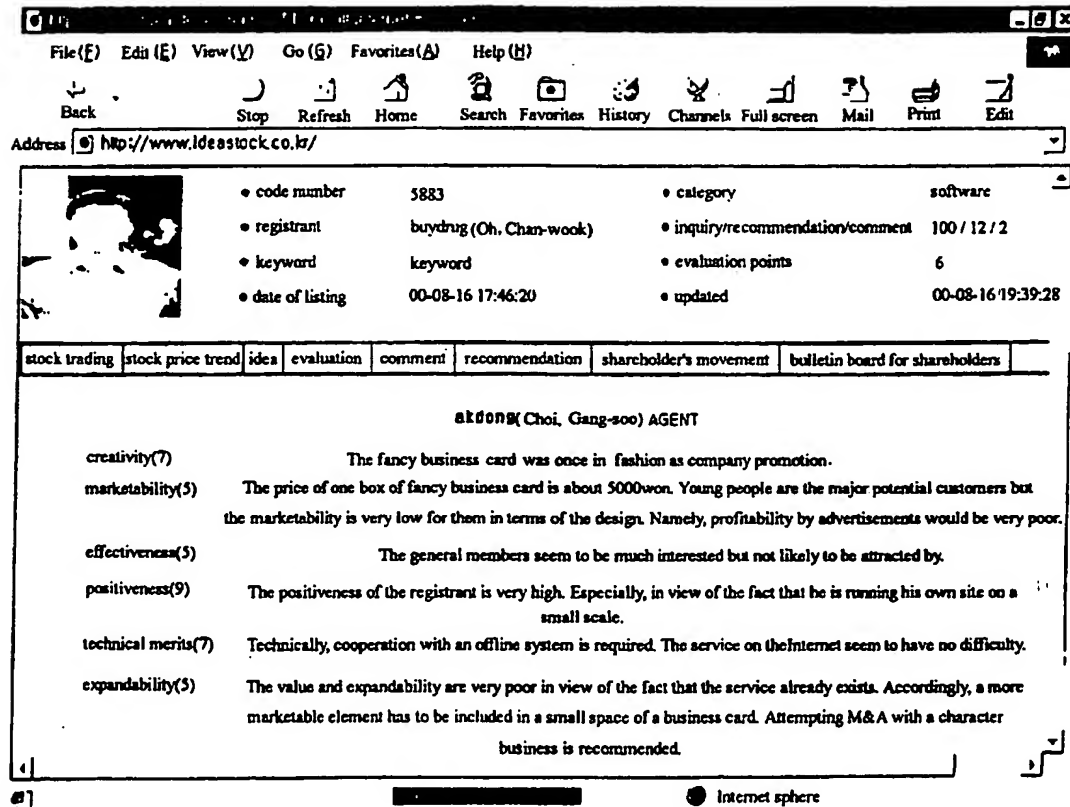 File(F) Edit (E) View(V) Go(G) Favorites(A) Help(H)
Back Stop Refresh Home Search Favorites History Channels Full screen Mail Print Edit
Address http://www.ideastock.co.kr/
• code number 5883 • category software
• registrant buydrug (Oh, Chan-wook) • inquiry/recommendation/comment 100 / 12 / 2
• keyword keyword • evaluation points 6
• date of listing 00-08-16 17:46:20 • updated 00-08-16 19:39:28
stock trading stock price trend idea evaluation comment recommendation shareholder's movement bulletin board for shareholders
akdong(Choi, Gang-soo) AGENT
creativity(7) The fancy business card was once in fashion as company promotion.
marketability(5) The price of one box of fancy business card is about 5000won. Young people are the major potential customers but
the marketability is very low for them in terms of the design. Namely, profitability by advertisements would be very poor.
effectiveness(5) The general members seem to be much interested but not likely to be attracted by.
positiveness(9) The positiveness of the registrant is very high. Especially, in view of the fact that he is running his own site on a
small scale.
technical merits(7) Technically, cooperation with an offline system is required. The service on theInternet seem to have no difficulty.
expandability(5) The value and expandability are very poor in view of the fact that the service already exists. Accordingly, a more
marketable element has to be included in a small space of a business card. Attempting M&A with a character
business is recommended.
Internet sphere